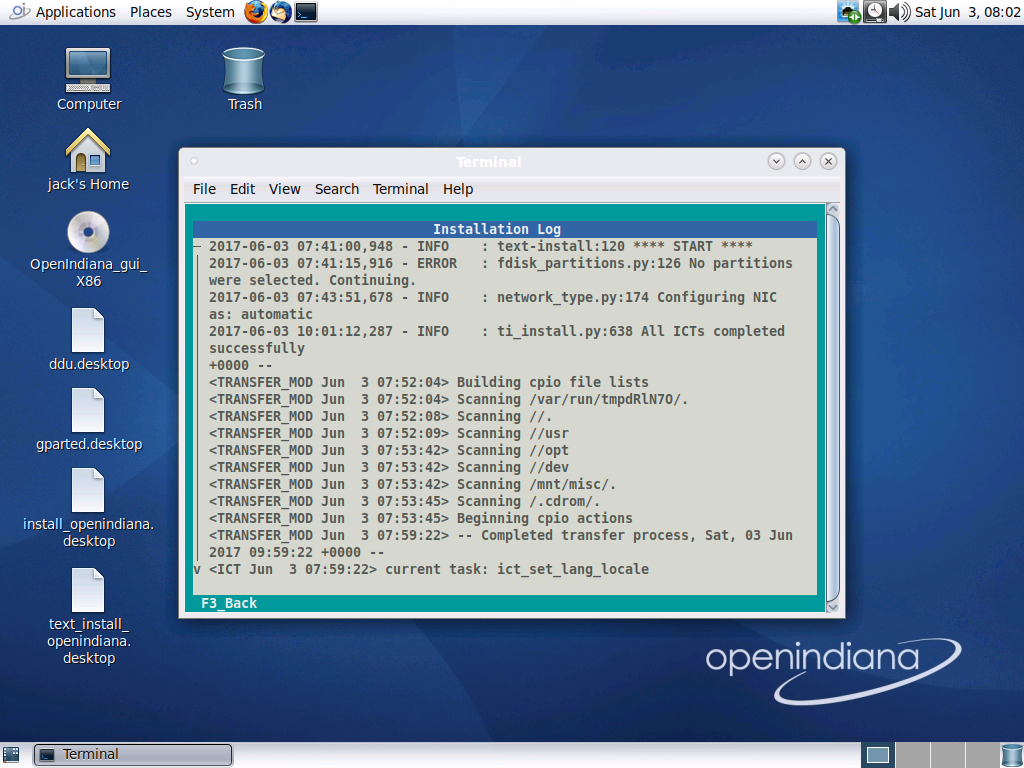 Applications Places System
Sat Jun 3, 08:02
Computer
Trash
jack's Home
OpenIndiana_gui_
X86
ddu.desktop
gparted.desktop
install_openindiana.
desktop
text_install_
openindiana.
desktop
Terminal
File Edit View Search Terminal Help
Installation Log
2017-06-03 07:41:00,948 - INFO : text-install:120 **** START ****
2017-06-03 07:41:15,916 - ERROR : fdisk_partitions.py:126 No partitions
were selected. Continuing.
2017-06-03 07:43:51,678 - INFO : network_type.py:174 Configuring NIC
as: automatic
2017-06-03 10:01:12,287 - INFO : ti_install.py:638 All ICTs completed
successfully
+0000 --
<TRANSFER_MOD Jun 3 07:52:04> Building cpio file lists
<TRANSFER_MOD Jun 3 07:52:04> Scanning /var/run/tmpdRlN7O/.
<TRANSFER_MOD Jun 3 07:52:08> Scanning //.
<TRANSFER_MOD Jun 3 07:52:09> Scanning //usr
<TRANSFER_MOD Jun 3 07:53:42> Scanning //opt
<TRANSFER_MOD Jun 3 07:53:42> Scanning //dev
<TRANSFER_MOD Jun 3 07:53:42> Scanning /mnt/misc/.
<TRANSFER_MOD Jun 3 07:53:45> Scanning /.cdrom/.
<TRANSFER_MOD Jun 3 07:53:45> Beginning cpio actions
<TRANSFER_MOD Jun 3 07:59:22> -- Completed transfer process, Sat, 03 Jun
2017 09:59:22 +0000 --
v <ICT Jun 3 07:59:22> current task: ict_set_lang_locale
F3_Back
openindiana
Terminal